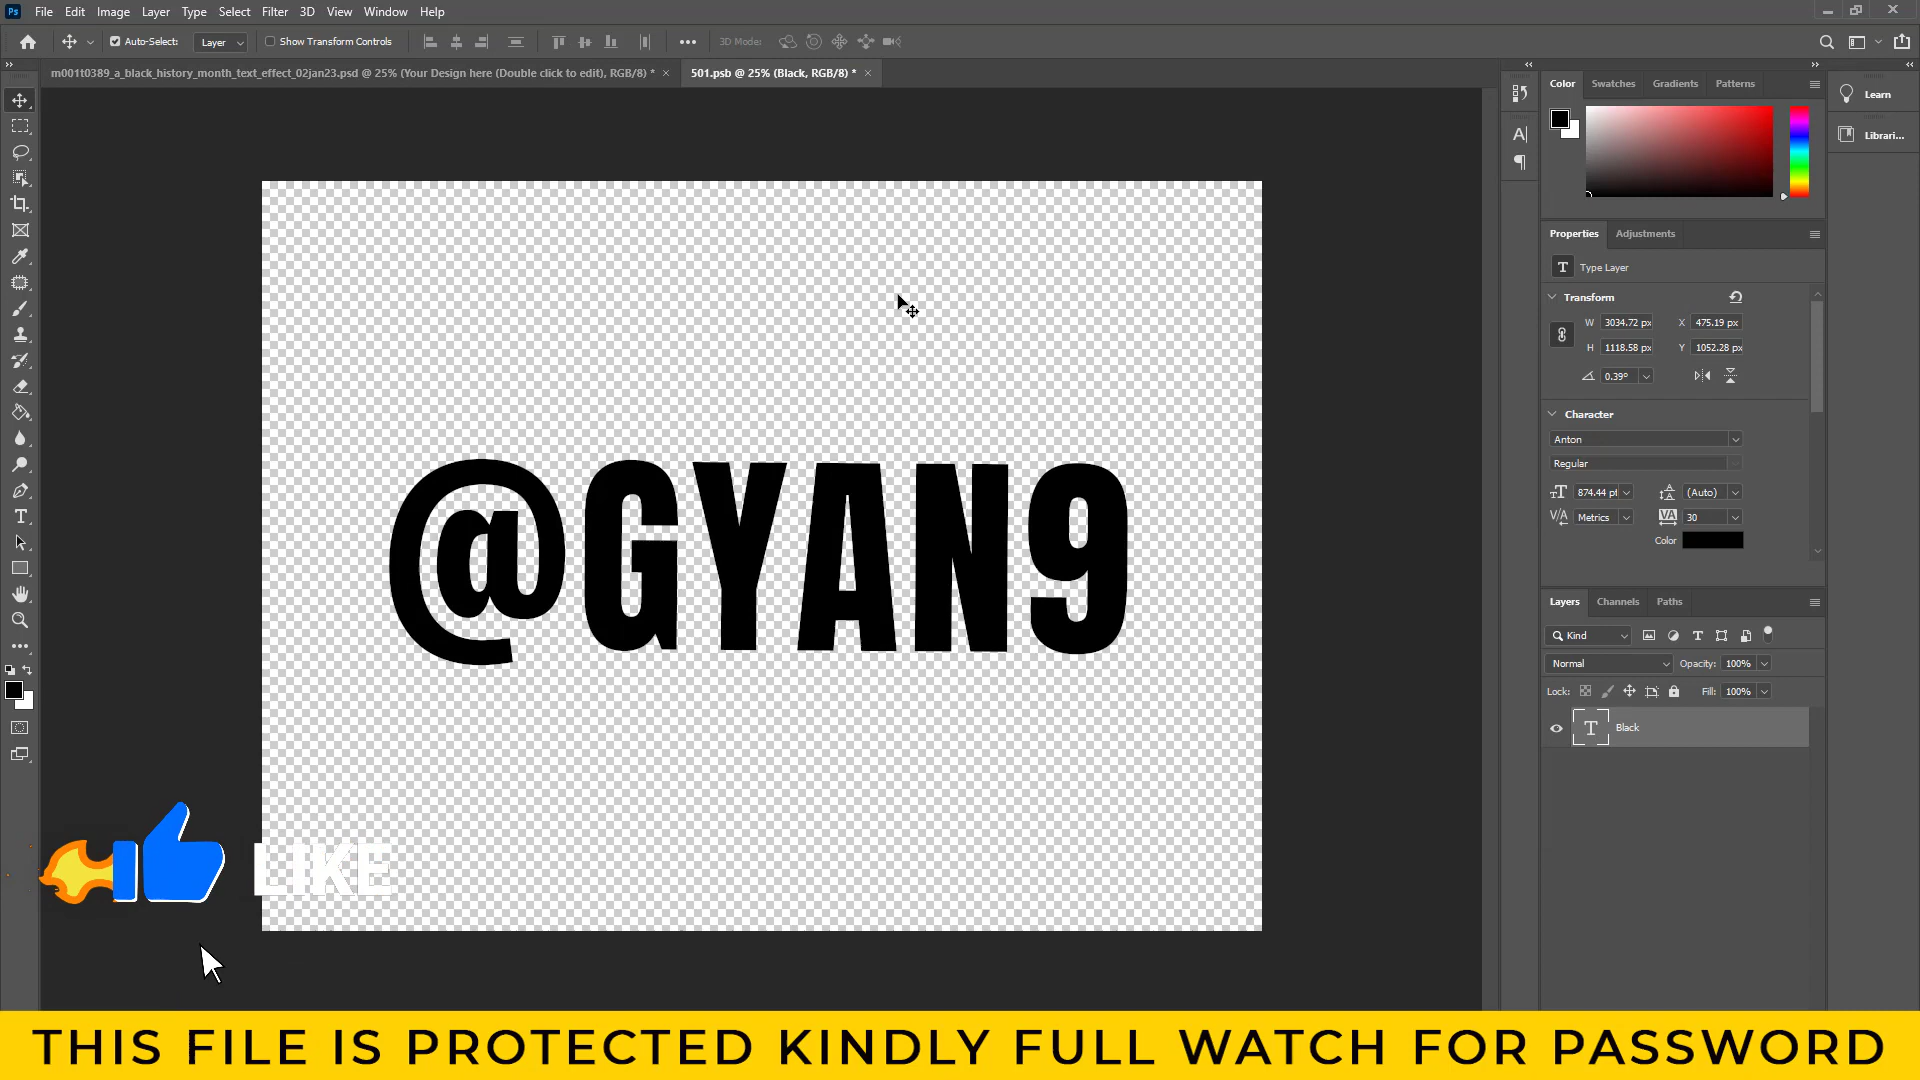 Ps File Edit Image Layer Type Select Filter 3D View Window Help
Auto-Select: Layer Show Transform Controls 3D Mode:
m001t0389_a_black_history_month_text_effect_02jan23.psd @ 25% (Your Design here (Double click to edit), RGB/8) * × 501.psb @ 25% (Black, RGB/8) * ×
Color Swatches Gradients Patterns
Learn
Librari...
Properties Adjustments
T Type Layer
Transform
W 3034.72 px X 475.19 px
H 1118.58 px Y 1052.28 px
0.39°
Character
Anton
Regular
874.44 pt (Auto)
Metrics 30
Color
Layers Channels Paths
Kind
Normal Opacity: 100%
Lock: Fill: 100%
T Black
@GYAN9
LIKE
THIS FILE IS PROTECTED KINDLY FULL WATCH FOR PASSWORD